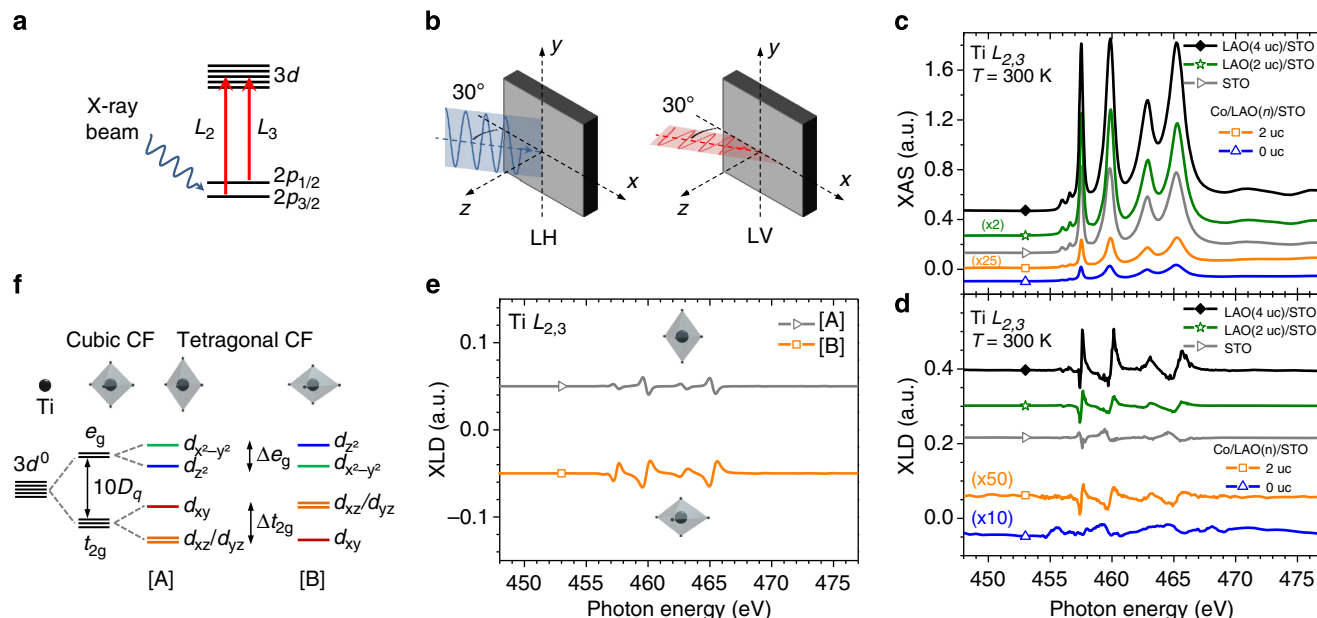 a
3d
X-ray
beam
L2
L3
2p1/2
2p3/2
b
y
30°
x
z
LH
y
30°
x
z
LV
c
Ti L2,3
T = 300 K
LAO(4 uc)/STO
LAO(2 uc)/STO
STO
Co/LAO(n)/STO
2 uc
0 uc
(x2)
(x25)
XAS (a.u.)
1.6
1.2
0.8
0.4
0.0
450 455 460 465 470 475
d
Ti L2,3
T = 300 K
LAO(4 uc)/STO
LAO(2 uc)/STO
STO
Co/LAO(n)/STO
2 uc
0 uc
(x50)
(x10)
XLD (a.u.)
0.4
0.2
0.0
450 455 460 465 470 475
Photon energy (eV)
e
Ti L2,3
[A]
[B]
XLD (a.u.)
0.1
0.0
−0.1
450 455 460 465 470 475
Photon energy (eV)
f
Cubic CF
Tetragonal CF
Ti
3d⁰
eg
10Dq
t2g
dx²−y²
dz²
dxy
dxz/dyz
Δeg
Δt2g
dz²
dx²−y²
dxz/dyz
dxy
[A]
[B]